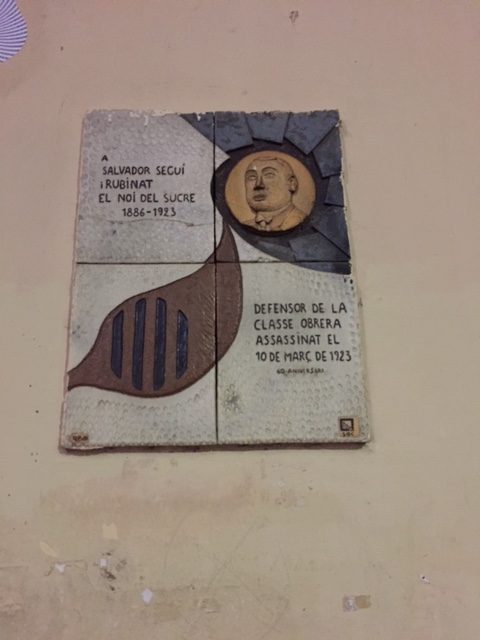 A
SALVADOR SEGUÍ
i RUBINAT
EL NOI DEL SUCRE
1886-1923
DEFENSOR DE LA
CLASSE OBRERA
ASSASSINAT EL
10 DE MARÇ DE 1923
60 ANIVERSARI